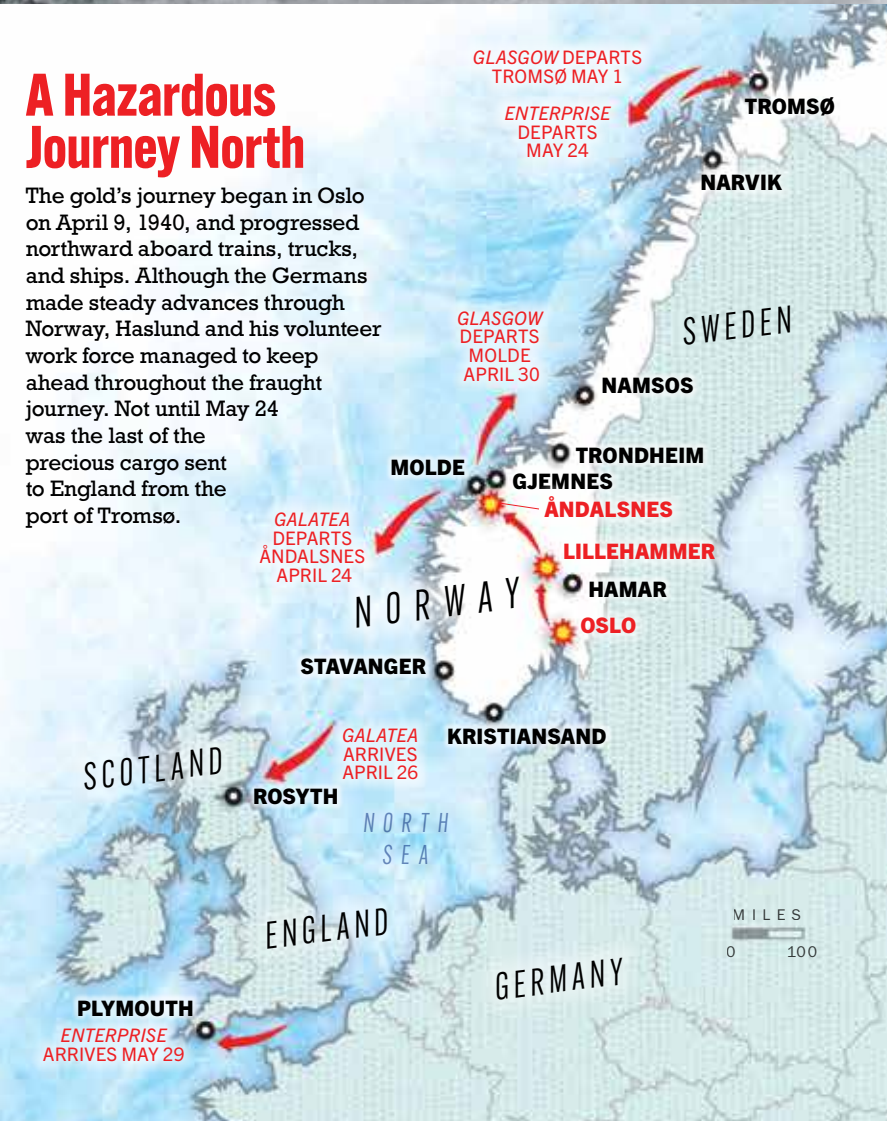 A Hazardous
Journey North
The gold’s journey began in Oslo
on April 9, 1940, and progressed
northward aboard trains, trucks,
and ships. Although the Germans
made steady advances through
Norway, Haslund and his volunteer
work force managed to keep
ahead throughout the fraught
journey. Not until May 24
was the last of the
precious cargo sent
to England from the
port of Tromsø.
GLASGOW DEPARTS
TROMSØ MAY 1
ENTERPRISE
DEPARTS
MAY 24
TROMSØ
NARVIK
SWEDEN
GLASGOW
DEPARTS
MOLDE
APRIL 30
NAMSOS
TRONDHEIM
MOLDE
GJEMNES
ÅNDALSNES
GALATEA
DEPARTS
ÅNDALSNES
APRIL 24
LILLEHAMMER
HAMAR
NORWAY
OSLO
STAVANGER
KRISTIANSAND
GALATEA
ARRIVES
APRIL 26
SCOTLAND
ROSYTH
NORTH
SEA
ENGLAND
MILES
0 100
GERMANY
PLYMOUTH
ENTERPRISE
ARRIVES MAY 29